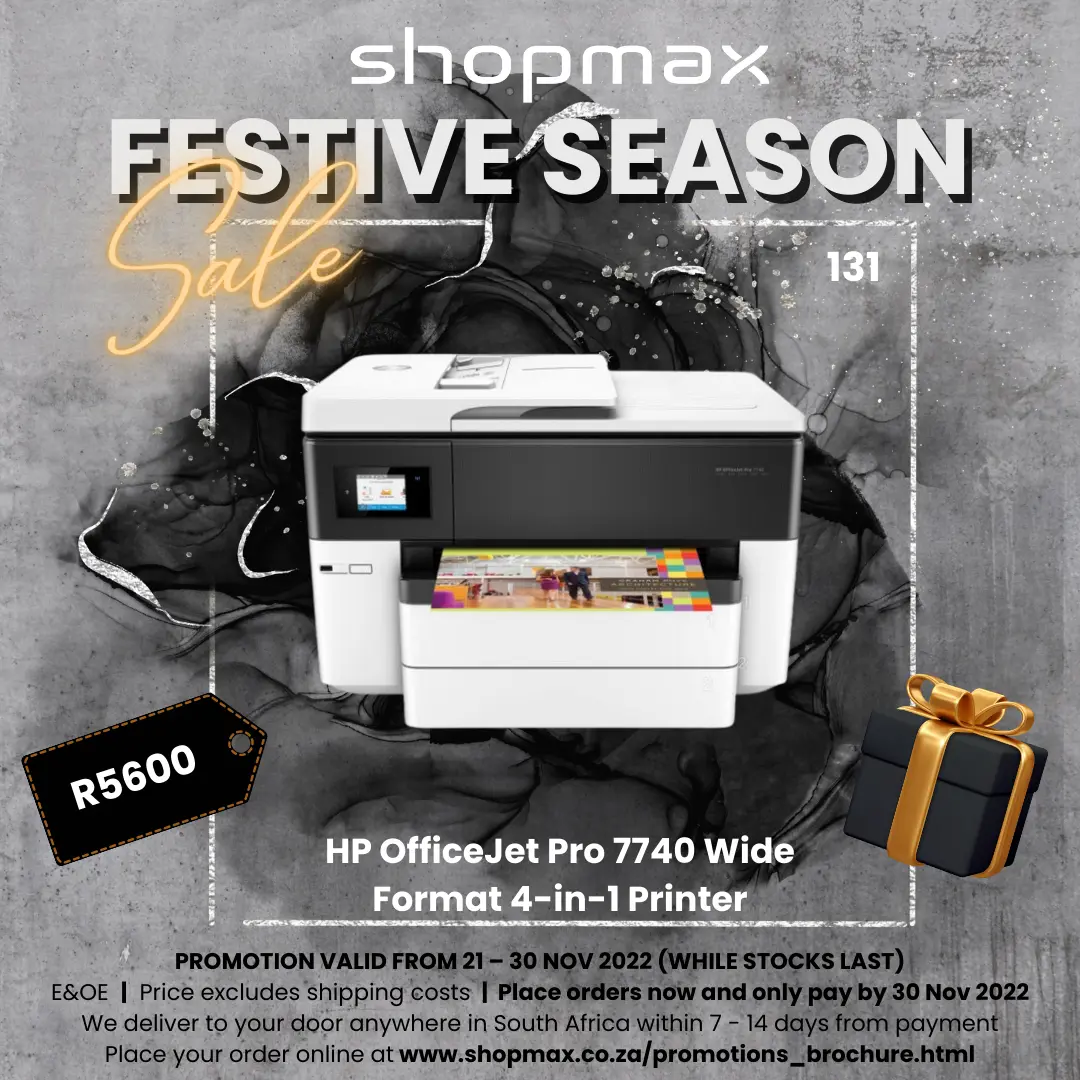 shopmax
FESTIVE SEASON
Sale
131
R5600
HP OfficeJet Pro 7740 Wide
Format 4-in-1 Printer
PROMOTION VALID FROM 21 – 30 NOV 2022 (WHILE STOCKS LAST)
E&OE | Price excludes shipping costs | Place orders now and only pay by 30 Nov 2022
We deliver to your door anywhere in South Africa within 7 - 14 days from payment
Place your order online at www.shopmax.co.za/promotions_brochure.html